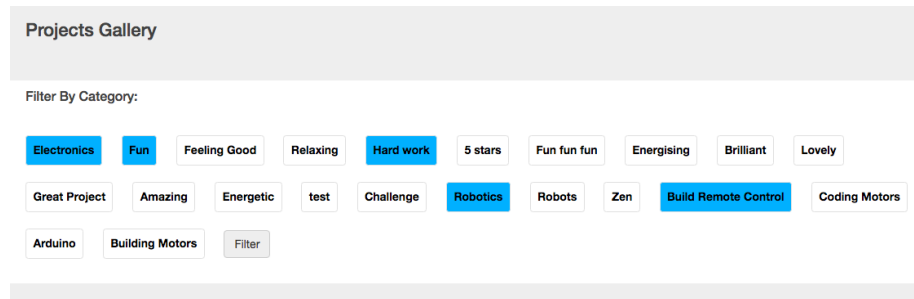 Projects Gallery
Filter By Category:
Electronics Fun Feeling Good Relaxing Hard work 5 stars Fun fun fun Energising Brilliant Lovely
Great Project Amazing Energetic test Challenge Robotics Robots Zen Build Remote Control Coding Motors
Arduino Building Motors Filter